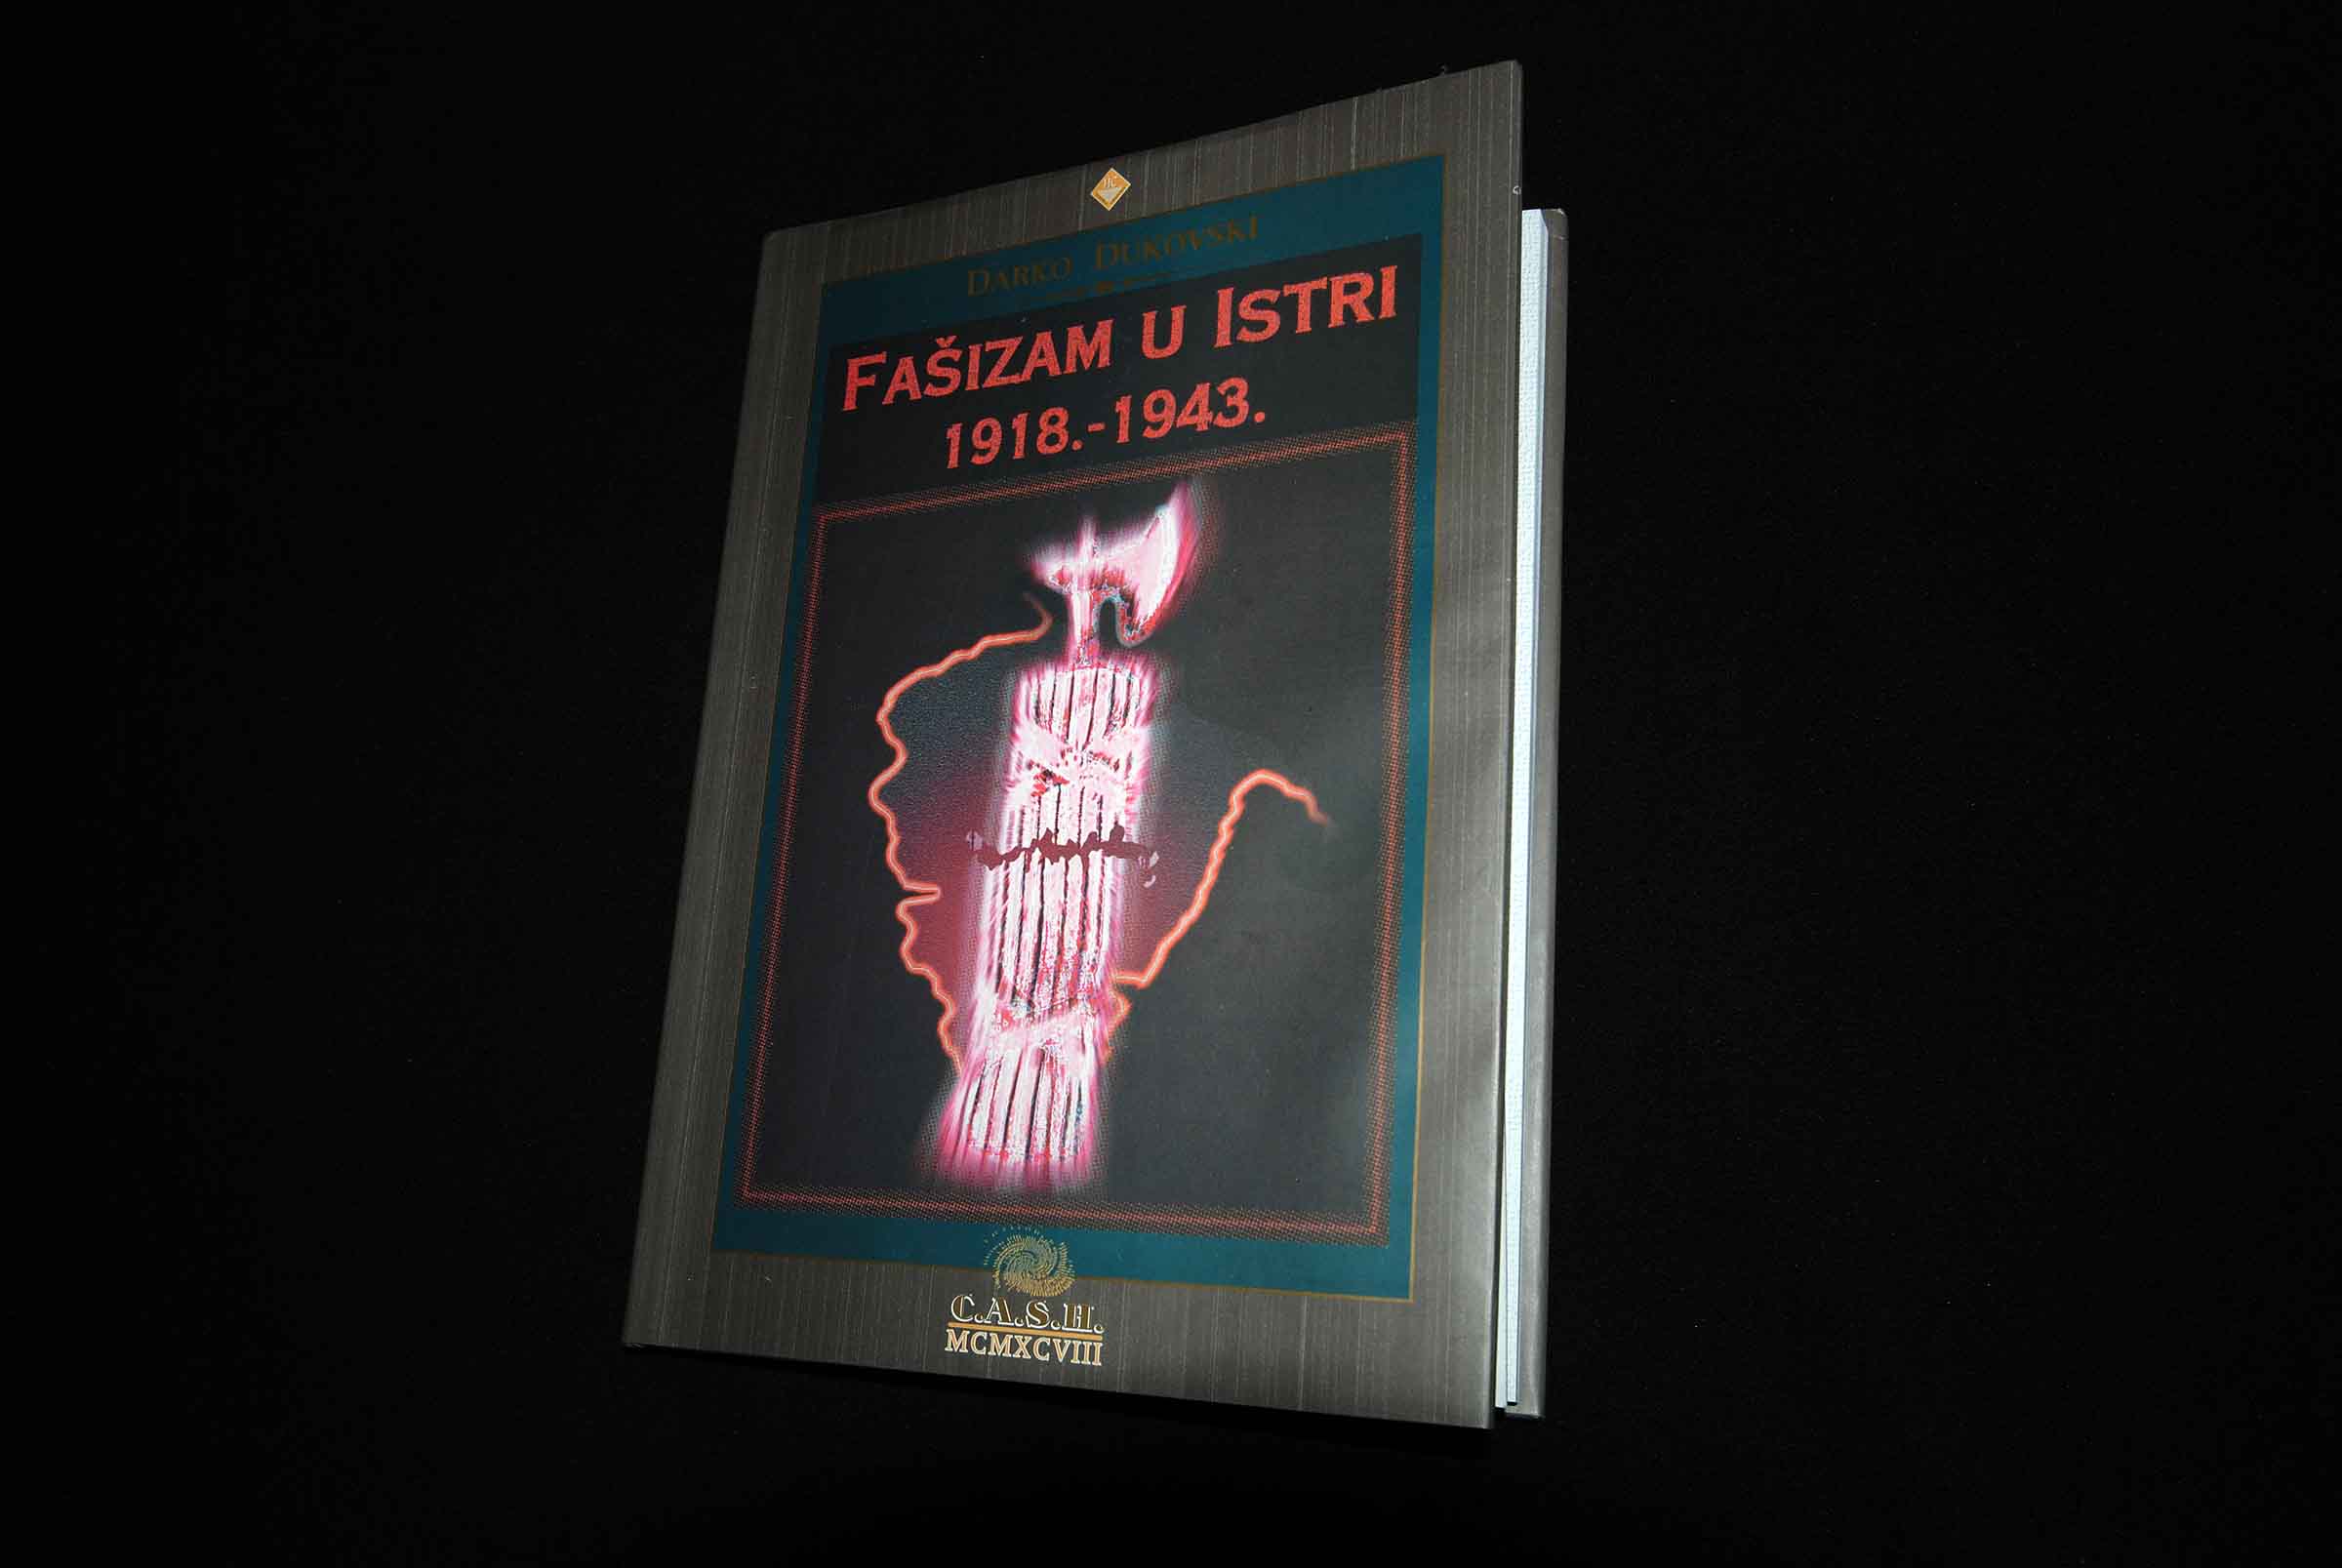 DARKO DUKOVSKI
FAŠIZAM U ISTRI
1918.-1943.
C.A.S.H.
MCMXCVIII